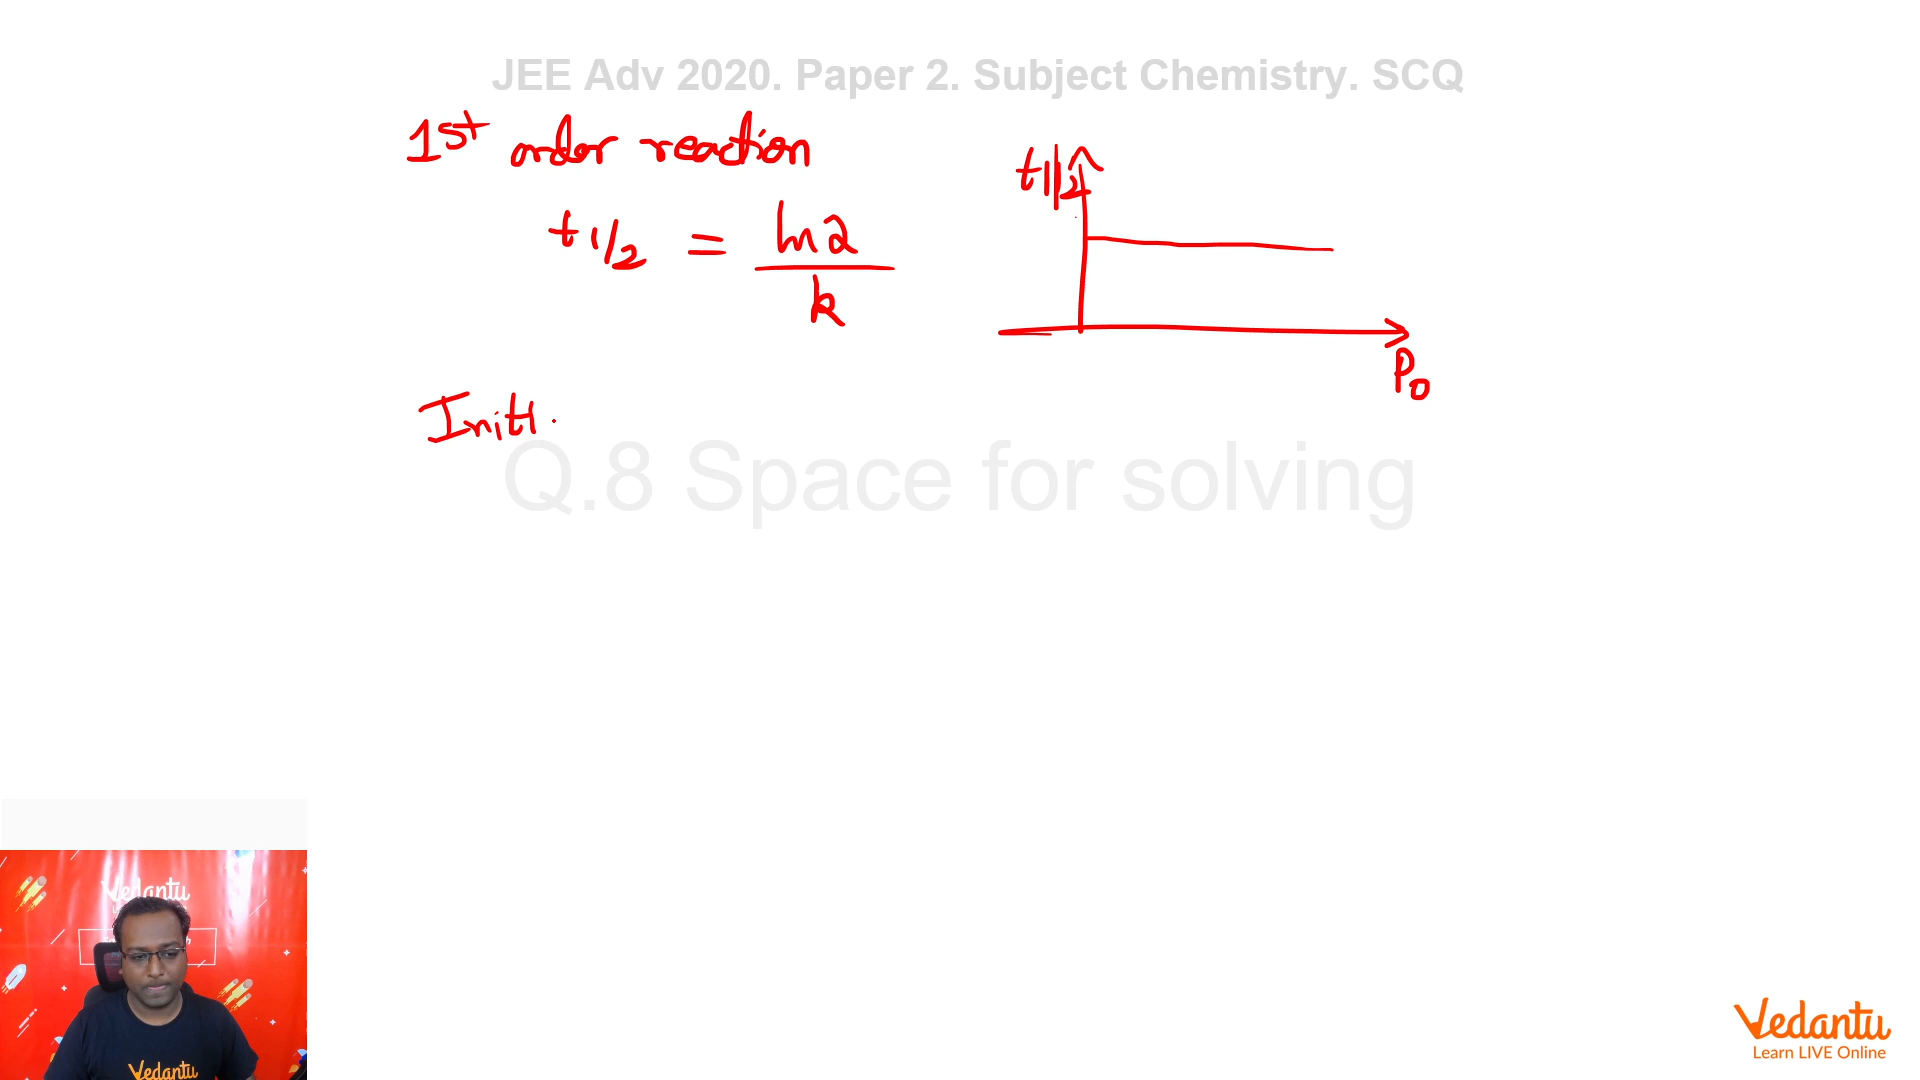 JEE Adv 2020. Paper 2. Subject Chemistry. SCQ
1st order reaction
t1/2 = ln2
k
t1/2
P0
Q.8 Space for solving
Vedantu
Vedantu
Vedantu
Learn LIVE Online